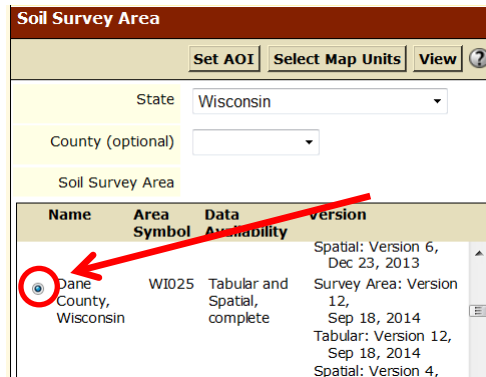 Soil Survey Area
Set AOI Select Map Units View ?
State Wisconsin
County (optional)
Soil Survey Area
Name Area Symbol Data Availability Version
Spatial: Version 6,
Dec 23, 2013
Dane County, Wisconsin WI025 Tabular and Spatial, complete Survey Area: Version 12,
Sep 18, 2014
Tabular: Version 12,
Sep 18, 2014
Spatial: Version 4,